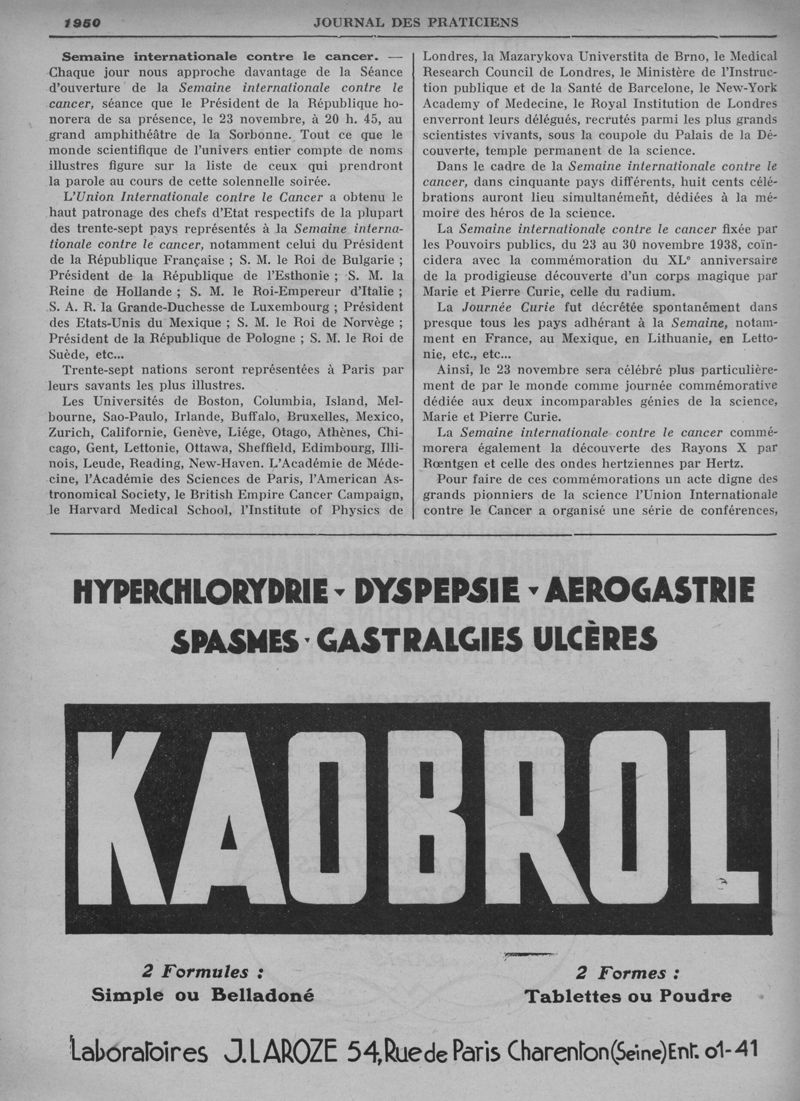 1950
JOURNAL DES PRATICIENS
Semaine internationale contre le cancer. —
Chaque jour nous approche davantage de la Séance
d'ouverture de la Semaine internationale contre le
cancer, séance que le Président de la République ho-
norera de sa présence, le 23 novembre, à 20 h. 45, au
grand amphithéâtre de la Sorbonne. Tout ce que le
monde scientifique de l'univers entier compte de noms
illustres figure sur la liste de ceux qui prendront
la parole au cours de cette solennelle soirée.
L'Union Internationale contre le Cancer a obtenu le
haut patronage des chefs d'Etat respectifs de la plupart
des trente-sept pays représentés à la Semaine interna-
tionale contre le cancer, notamment celui du Président
de la République Française ; S. M. le Roi de Bulgarie ;
Président de la République de l'Esthonie ; S. M. la
Reine de Hollande ; S. M. le Roi-Empereur d'Italie ;
S. A. R. la Grande-Duchesse de Luxembourg ; Président
des Etats-Unis du Mexique ; S. M. le Roi de Norvège ;
Président de la République de Pologne ; S. M. le Roi de
Suède, etc...
Trente-sept nations seront représentées à Paris par
leurs savants les plus illustres.
Les Universités de Boston, Columbia, Island, Mel-
bourne, Sao-Paulo, Irlande, Buffalo, Bruxelles, Mexico,
Zurich, Californie, Genève, Liége, Otago, Athènes, Chi-
cago, Gent, Lettonie, Ottawa, Sheffield, Edimbourg, Illi-
nois, Leude, Reading, New-Haven. L'Académie de Méde-
cine, l'Académie des Sciences de Paris, l'American As-
tronomical Society, le British Empire Cancer Campaign,
le Harvard Medical School, l'Institute of Physics de
Londres, la Mazarykova Universtita de Brno, le Medical
Research Council de Londres, le Ministère de l'Instruc-
tion publique et de la Santé de Barcelone, le New-York
Academy of Medecine, le Royal Institution de Londres
enverront leurs délégués, recrutés parmi les plus grands
scientistes vivants, sous la coupole du Palais de la Dé-
couverte, temple permanent de la science.
Dans le cadre de la Semaine internationale contre le
cancer, dans cinquante pays différents, huit cents célé-
brations auront lieu simultanément, dédiées à la mé-
moire des héros de la science.
La Semaine internationale contre le cancer fixée par
les Pouvoirs publics, du 23 au 30 novembre 1938, coïn-
cidera avec la commémoration du XLe anniversaire
de la prodigieuse découverte d'un corps magique par
Marie et Pierre Curie, celle du radium.
La Journée Curie fut décrétée spontanément dans
presque tous les pays adhérant à la Semaine, notam-
ment en France, au Mexique, en Lithuanie, en Letto-
nie, etc., etc...
Ainsi, le 23 novembre sera célébré plus particulière-
ment de par le monde comme journée commémorative
dédiée aux deux incomparables génies de la science,
Marie et Pierre Curie.
La Semaine internationale contre le cancer commé-
morera également la découverte des Rayons X par
Rœntgen et celle des ondes hertziennes par Hertz.
Pour faire de ces commémorations un acte digne des
grands pionniers de la science l'Union Internationale
contre le Cancer a organisé une série de conférences,
HYPERCHLORYDRIE - DYSPEPSIE - AEROGASTRIE
SPASMES - GASTRALGIES ULCÈRES
KAOBROL
2 Formules :
Simple ou Belladoné
2 Formes :
Tablettes ou Poudre
Laboratoires J. LAROZE 54, Rue de Paris Charenton (Seine) Ent. 01-41